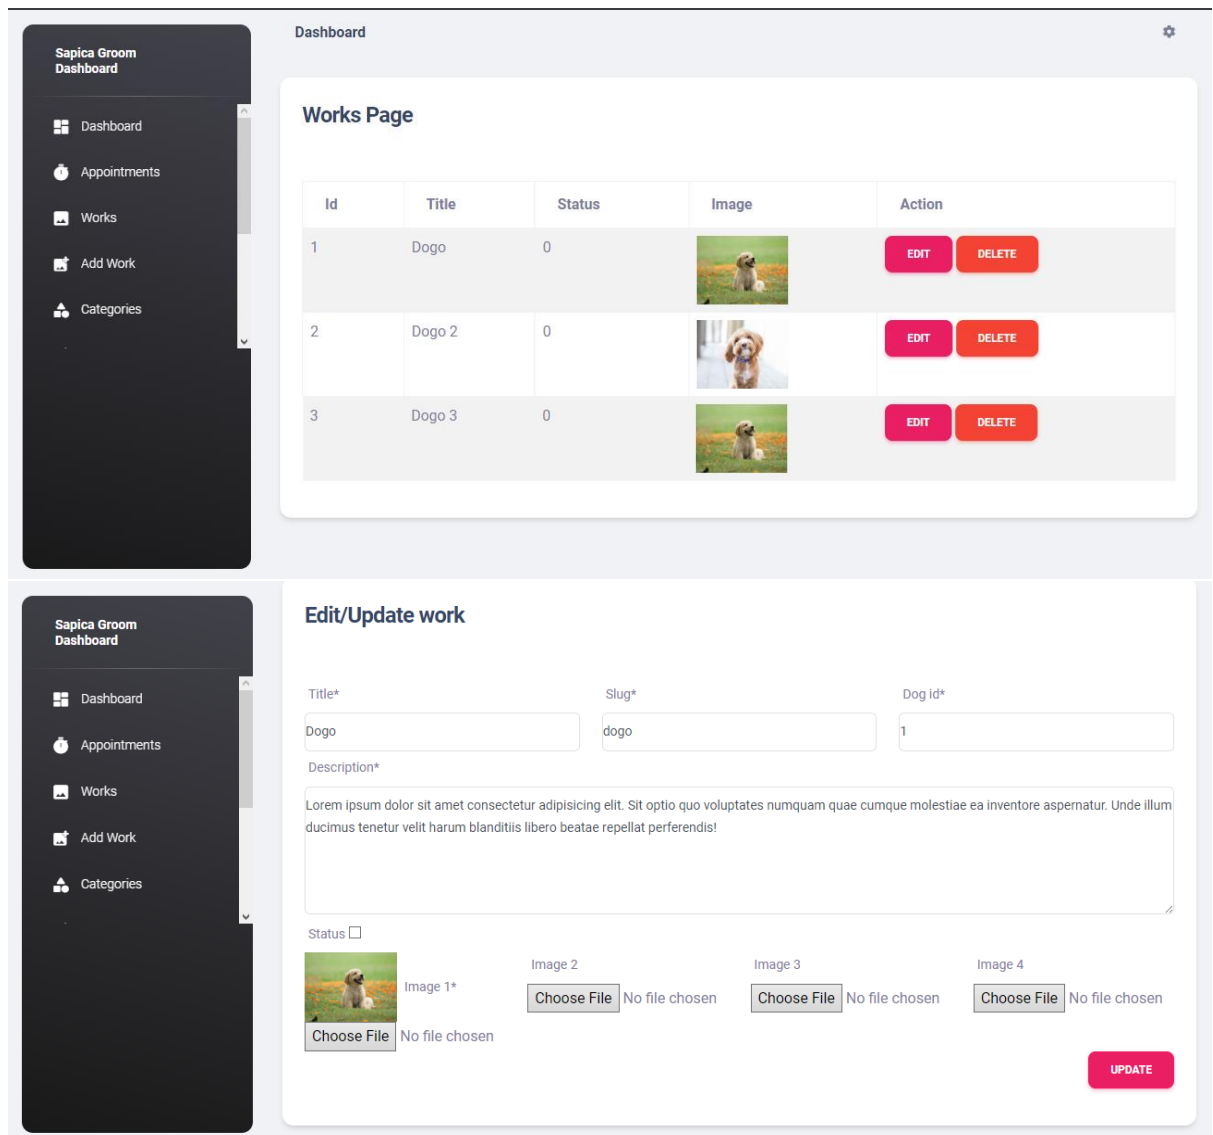 Sapica Groom
Dashboard
Dashboard
Appointments
Works
Add Work
Categories
Dashboard
Works Page
Id Title Status Image Action
1 Dogo 0 EDIT DELETE
2 Dogo 2 0 EDIT DELETE
3 Dogo 3 0 EDIT DELETE
Sapica Groom
Dashboard
Dashboard
Appointments
Works
Add Work
Categories
Edit/Update work
Title* Slug* Dog id*
Dogo dogo 1
Description*
Lorem ipsum dolor sit amet consectetur adipisicing elit. Sit optio quo voluptates numquam quae cumque molestiae ea inventore aspernatur. Unde illum
ducimus tenetur velit harum blanditiis libero beatae repellat perferendis!
Status
Image 1* Image 2 Image 3 Image 4
Choose File No file chosen Choose File No file chosen Choose File No file chosen
Choose File No file chosen
UPDATE